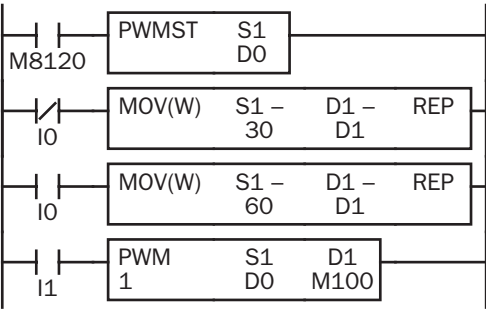 PWMST S1
M8120 D0
MOV(W) S1 – D1 – REP
I0 30 D1
MOV(W) S1 – D1 – REP
I0 60 D1
PWM S1 D1
1 D0 M100
I1